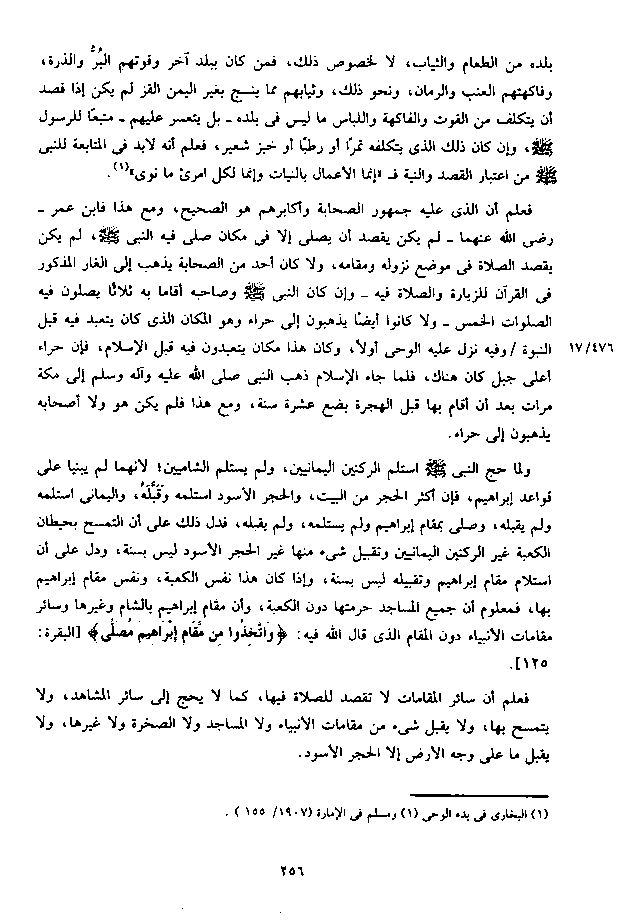 بلده من الطعام والثياب، لا لخصوص ذلك، فمن كان ببلد آخر وقوتهم البُرُّ والذرة،
وفاكهتهم العنب والرمان، ونحو ذلك، وثيابهم مما ينسج بغير اليمن القز لم يكن إذا قصد
أن يتكلف من القوت والفاكهة واللباس ما ليس فى بلده ـ بل يتعسر عليهم ـ متبعًا للرسول
ﷺ، وإن كان ذلك الذى يتكلفه تمرًا أو رطبًا أو خبز شعير، فعلم أنه لابد فى المتابعة للنبى
ﷺ من اعتبار القصد والنية فـ «إنما الأعمال بالنيات وإنما لكل امرئ ما نوى»(١).
فعلم أن الذى عليه جمهور الصحابة وأكابرهم هو الصحيح، ومع هذا فابن عمر ـ
رضى الله عنهما ـ لم يكن يقصد أن يصلى إلا فى مكان صلى فيه النبى ﷺ، لم يكن
يقصد الصلاة فى موضع نزوله ومقامه، ولا كان أحد من الصحابة يذهب إلى الغار المذكور
فى القرآن للزيارة والصلاة فيه ـ وإن كان النبى ﷺ وصاحبه أقاما به ثلاثًا يصلون فيه
الصلوات الخمس ـ ولا كانوا أيضًا يذهبون إلى حراء وهو المكان الذى كان يتعبد فيه قبل
١٧/٤٧٦ النبوة / وفيه نزل عليه الوحى أولاً، وكان هذا مكان يتعبدون فيه قبل الإسلام، فإن حراء
أعلى جبل كان هناك، فلما جاء الإسلام ذهب النبى صلى الله عليه وآله وسلم إلى مكة
مرات بعد أن أقام بها قبل الهجرة بضع عشرة سنة، ومع هذا فلم يكن هو ولا أصحابه
يذهبون إلى حراء.
ولما حج النبى ﷺ استلم الركنين اليمانيين، ولم يستلم الشاميين؛ لأنهما لم يبنيا على
قواعد إبراهيم، فإن أكثر الحجر من البيت، والحجر الأسود استلمه وَقَبَّلَهُ، واليمانى استلمه
ولم يقبله، وصلى بمقام إبراهيم ولم يستلمه، ولم يقبله، فدل ذلك على أن التمسح بحيطان
الكعبة غير الركنين اليمانيين وتقبيل شىء منها غير الحجر الأسود ليس بسنة، ودل على أن
استلام مقام إبراهيم وتقبيله ليس بسنة، وإذا كان هذا نفس الكعبة، ونفس مقام إبراهيم
بها، فمعلوم أن جميع المساجد حرمتها دون الكعبة، وأن مقام إبراهيم بالشام وغيرها وسائر
مقامات الأنبياء دون المقام الذى قال الله فيه: ﴿وَاتَّخِذُوا مِن مَّقَامِ إِبْرَاهِيمَ مُصَلًّى﴾ [البقرة:
١٢٥].
فعلم أن سائر المقامات لا تقصد للصلاة فيها، كما لا يحج إلى سائر المشاهد، ولا
يتمسح بها، ولا يقبل شىء من مقامات الأنبياء ولا المساجد ولا الصخرة ولا غيرها، ولا
يقبل ما على وجه الأرض إلا الحجر الأسود.
(١) البخارى فى بدء الوحى (١) ومسلم فى الإمارة (١٩٠٧/ ١٥٥ ) .
٢٥٦